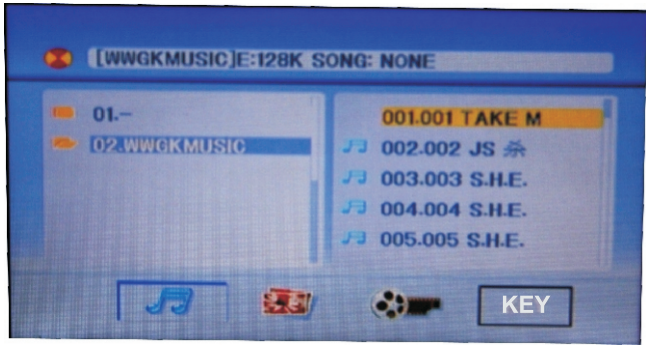 [WWGKMUSIC]E:128K SONG: NONE
01.–
02.WWGKMUSIC
001.001 TAKE M
002.002 JS
003.003 S.H.E.
004.004 S.H.E.
005.005 S.H.E.
KEY